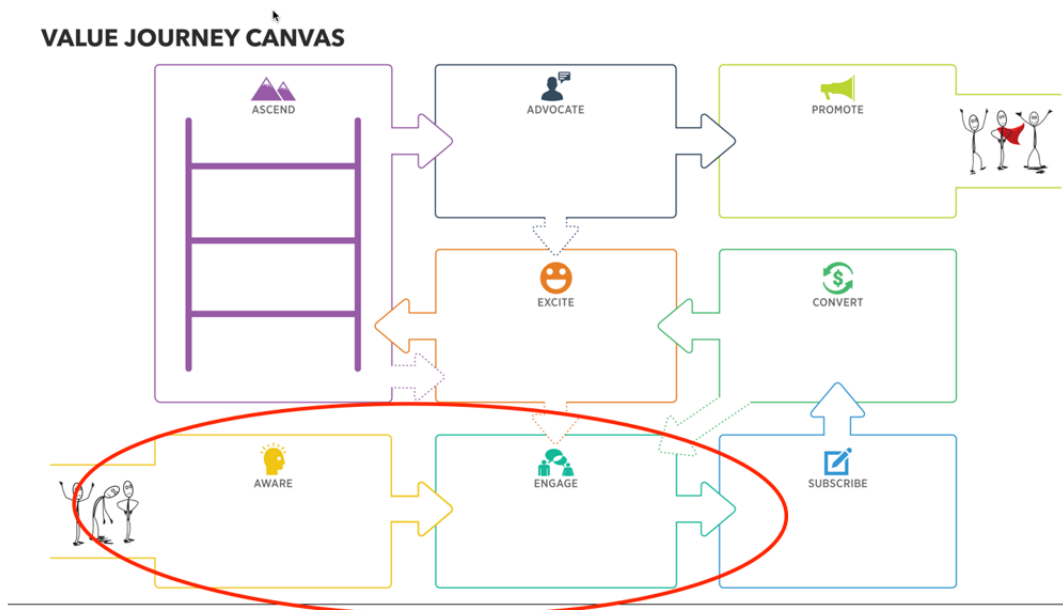 VALUE JOURNEY CANVAS
ASCEND
ADVOCATE
PROMOTE
EXCITE
$
CONVERT
AWARE
ENGAGE
SUBSCRIBE